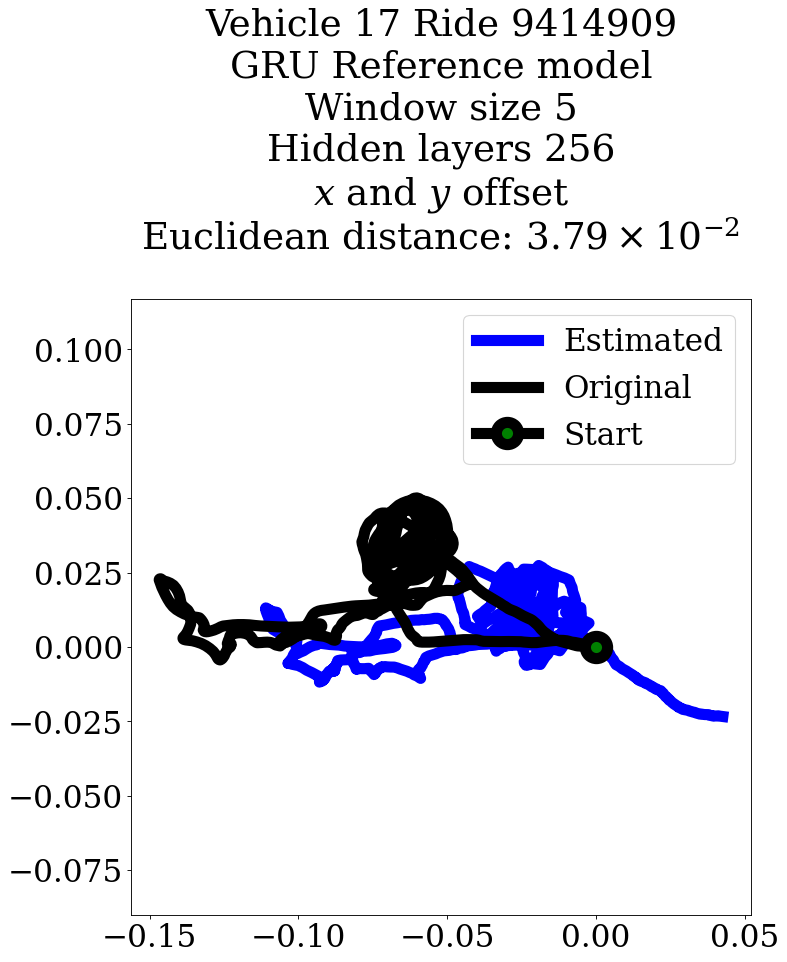 Vehicle 17 Ride 9414909
GRU Reference model
Window size 5
Hidden layers 256
x and y offset
Euclidean distance: 3.79 × 10⁻²
Estimated
Original
Start
0.100
0.075
0.050
0.025
0.000
−0.025
−0.050
−0.075
−0.15 −0.10 −0.05 0.00 0.05